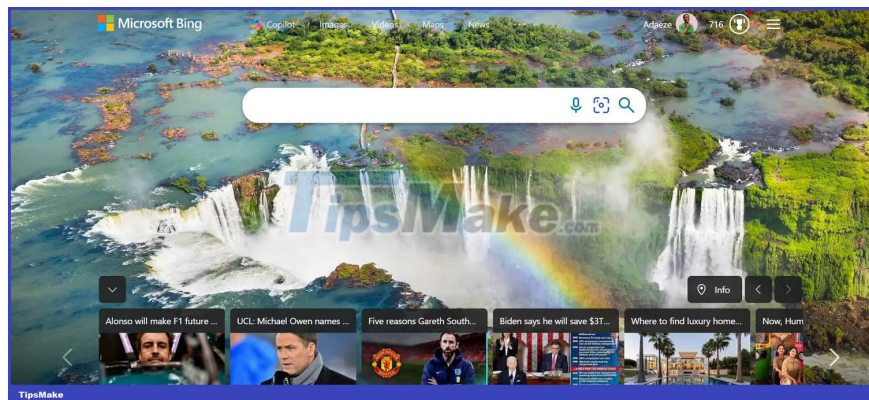 Microsoft Bing
Copilot
Images
Videos
Maps
News
Adaeze
716
TipsMake.com
Info
Alonso will make F1 future ...
UCL: Michael Owen names ...
Five reasons Gareth South...
Biden says he will save $3T...
Where to find luxury home...
Now, Hum
TipsMake